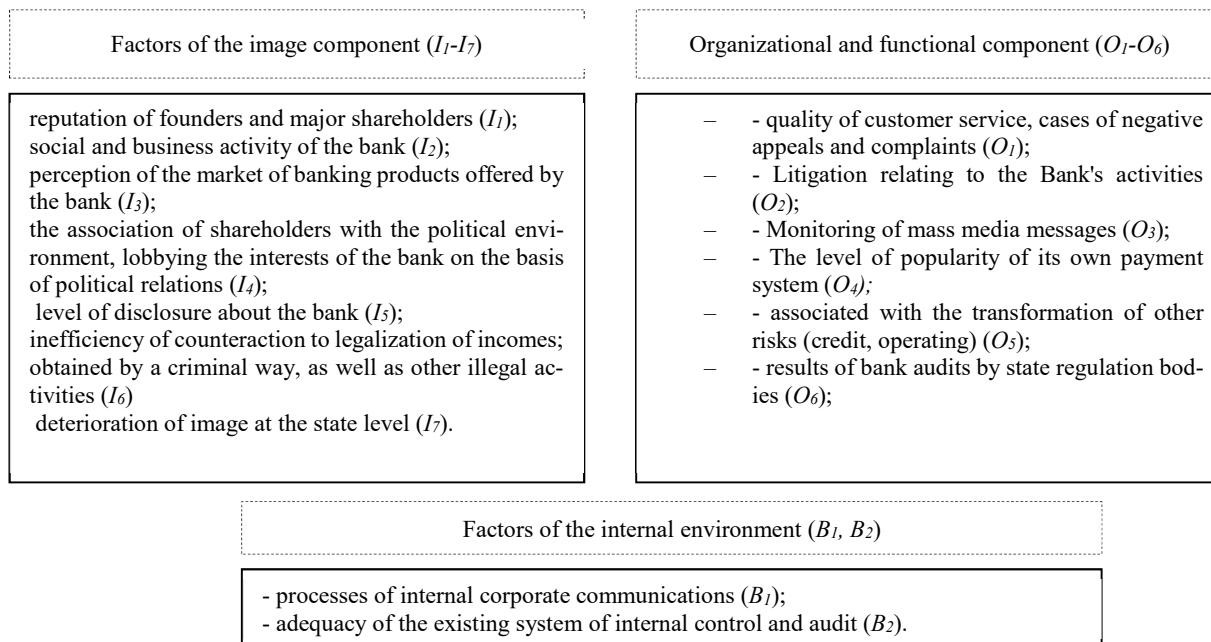 Factors of the image component (I1-I7)
reputation of founders and major shareholders (I1);
social and business activity of the bank (I2);
perception of the market of banking products offered by
the bank (I3);
the association of shareholders with the political envi-
ronment, lobbying the interests of the bank on the basis
of political relations (I4);
level of disclosure about the bank (I5);
inefficiency of counteraction to legalization of incomes;
obtained by a criminal way, as well as other illegal ac-
tivities (I6)
deterioration of image at the state level (I7).
Organizational and functional component (O1-O6)
– - quality of customer service, cases of negative
appeals and complaints (O1);
– - Litigation relating to the Bank's activities
(O2);
– - Monitoring of mass media messages (O3);
– - The level of popularity of its own payment
system (O4);
– - associated with the transformation of other
risks (credit, operating) (O5);
– - results of bank audits by state regulation bod-
ies (O6);
Factors of the internal environment (B1, B2)
- processes of internal corporate communications (B1);
- adequacy of the existing system of internal control and audit (B2).